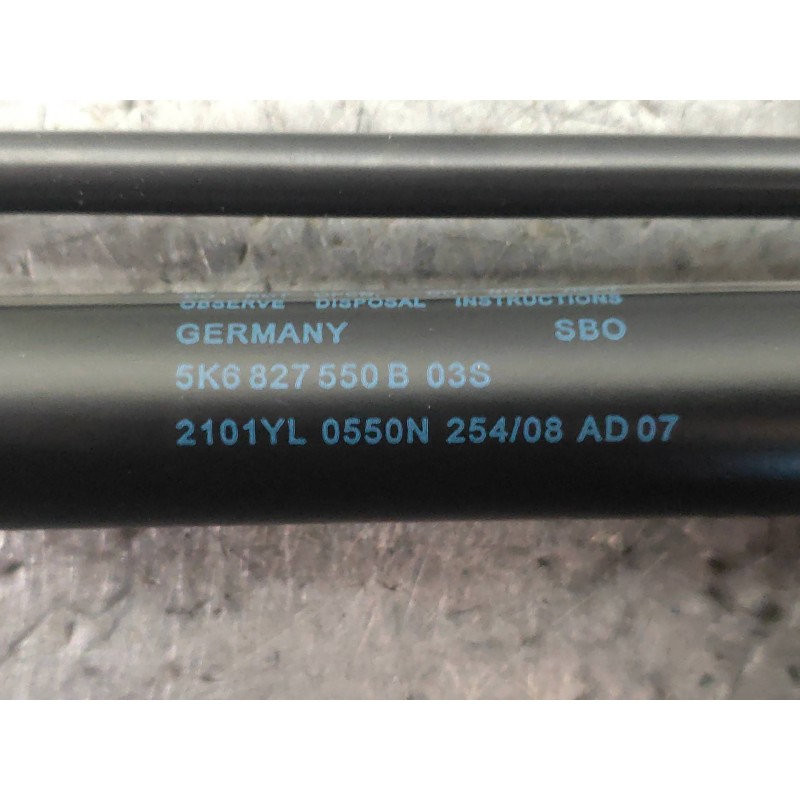 OBSERVE DISPOSAL INSTRUCTIONS
GERMANY SBO
5K6 827 550 B 03S
2101YL 0550N 254/08 AD 07